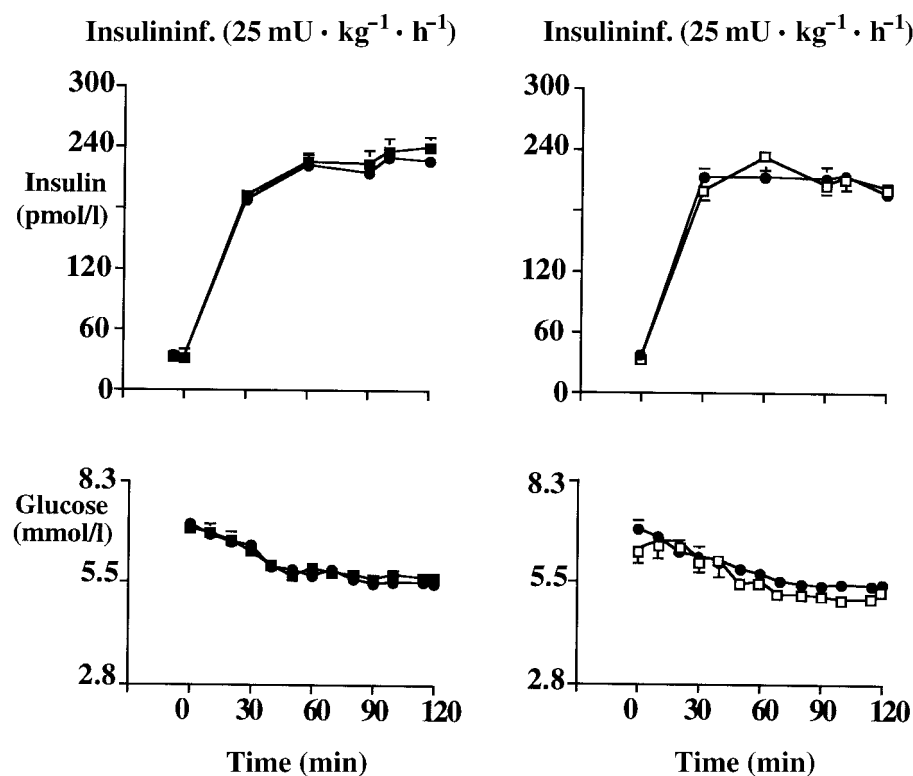 Insulininf. (25 mU · kg⁻¹ · h⁻¹)
Insulininf. (25 mU · kg⁻¹ · h⁻¹)
300
240
Insulin
(pmol/l)
120
60
0
300
240
120
60
0
8.3
Glucose
(mmol/l)
5.5
2.8
0 30 60 90 120
Time (min)
8.3
5.5
2.8
0 30 60 90 120
Time (min)